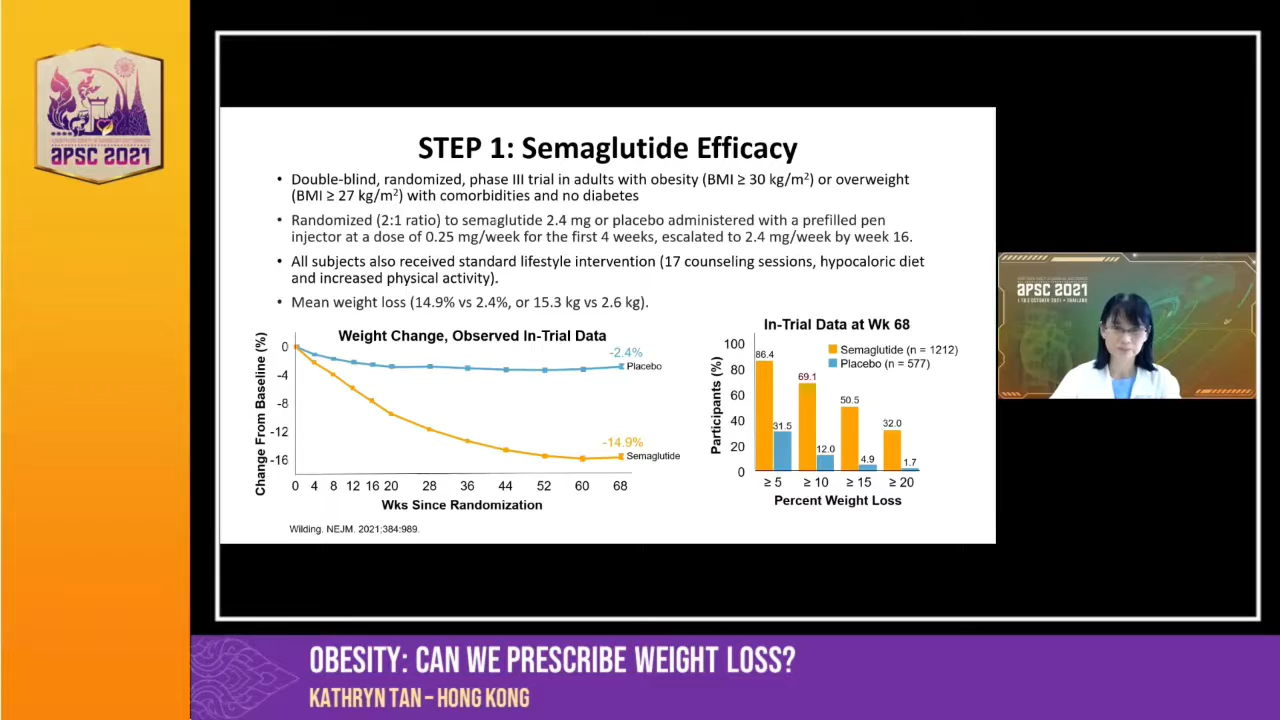 APSC 2021
STEP 1: Semaglutide Efficacy
• Double-blind, randomized, phase III trial in adults with obesity (BMI ≥ 30 kg/m²) or overweight
(BMI ≥ 27 kg/m²) with comorbidities and no diabetes
• Randomized (2:1 ratio) to semaglutide 2.4 mg or placebo administered with a prefilled pen
injector at a dose of 0.25 mg/week for the first 4 weeks, escalated to 2.4 mg/week by week 16.
• All subjects also received standard lifestyle intervention (17 counseling sessions, hypocaloric diet
and increased physical activity).
• Mean weight loss (14.9% vs 2.4%, or 15.3 kg vs 2.6 kg).
Weight Change, Observed In-Trial Data
Change From Baseline (%)
0
-4
-8
-12
-16
-2.4%
Placebo
-14.9%
Semaglutide
0 4 8 12 16 20 28 36 44 52 60 68
Wks Since Randomization
Wilding. NEJM. 2021;384:989.
In-Trial Data at Wk 68
Participants (%)
100
80
60
40
20
0
Semaglutide (n = 1212)
Placebo (n = 577)
86.4
31.5
69.1
12.0
50.5
4.9
32.0
1.7
≥ 5 ≥ 10 ≥ 15 ≥ 20
Percent Weight Loss
APSC 2021
1 TO 3 OCTOBER 2021 • THAILAND
OBESITY: CAN WE PRESCRIBE WEIGHT LOSS?
KATHRYN TAN – HONG KONG